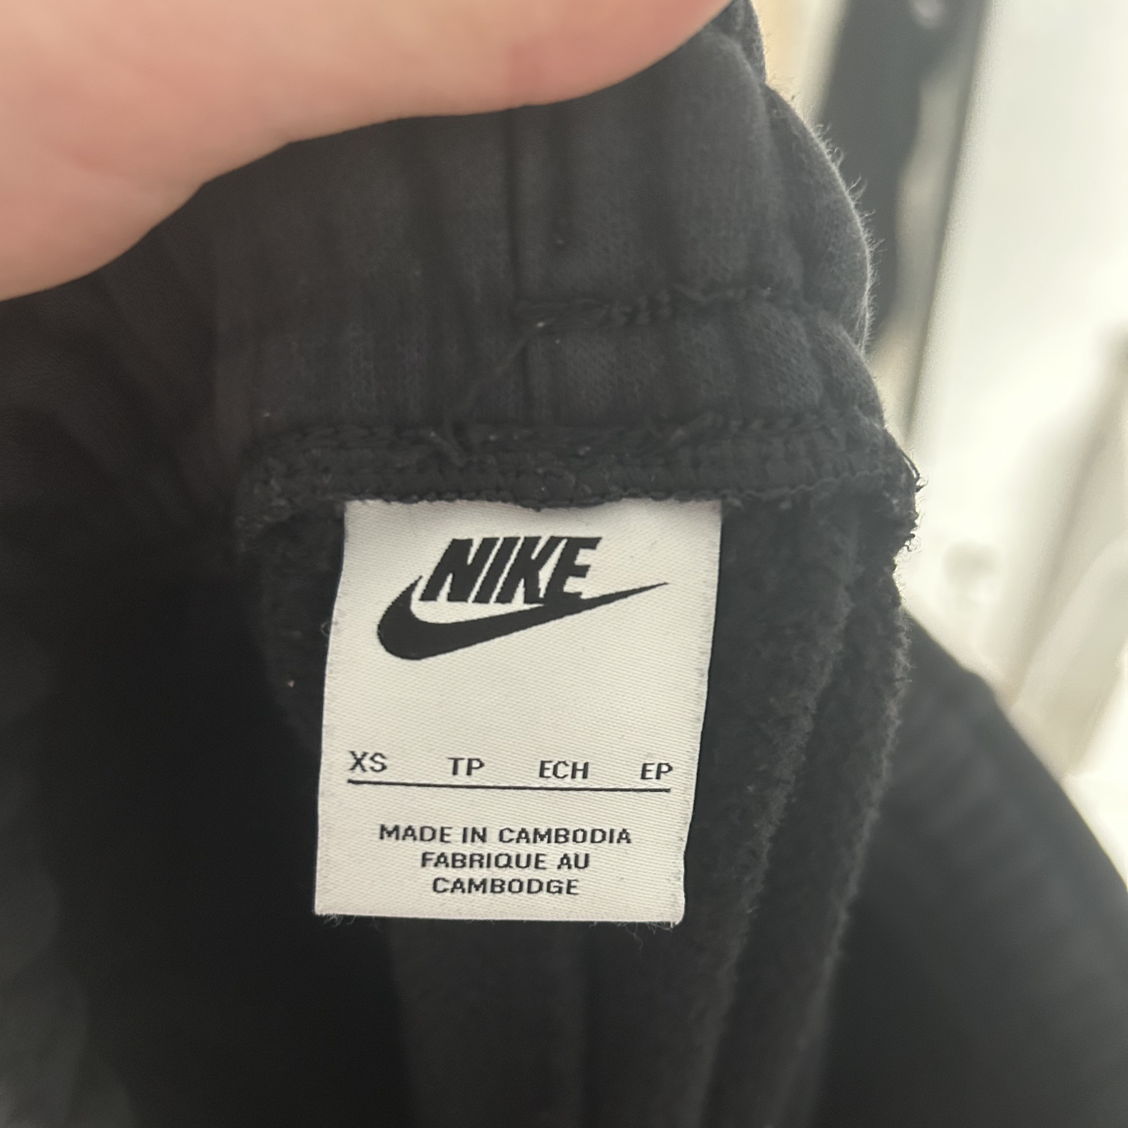 NIKE
XS TP ECH EP
MADE IN CAMBODIA
FABRIQUE AU
CAMBODGE